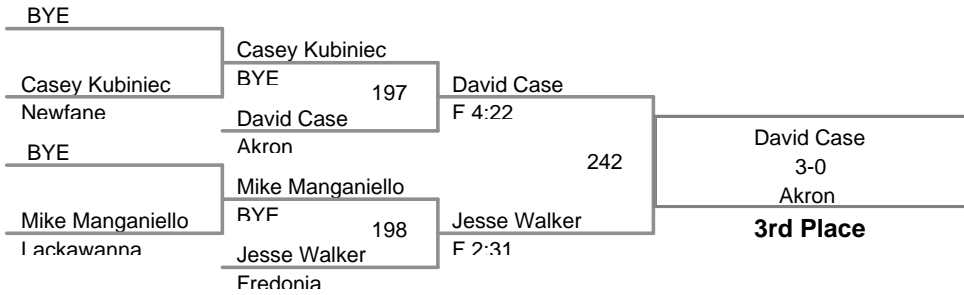 BYE
Casey Kubiniec
Newfane
BYE
Mike Manganiello
Lackawanna
Casey Kubiniec
BYE
197
David Case
Akron
Mike Manganiello
BYE
198
Jesse Walker
Fredonia
David Case
F 4:22
242
Jesse Walker
F 2:31
David Case
3-0
Akron
3rd Place